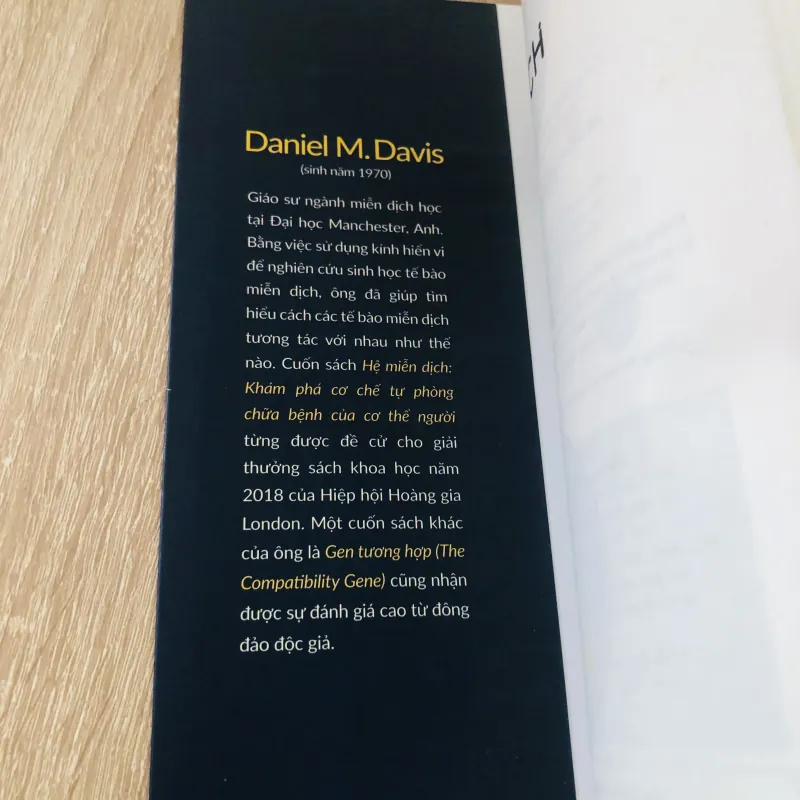 Daniel M. Davis
(sinh năm 1970)
Giáo sư ngành miễn dịch học
tại Đại học Manchester, Anh.
Bằng việc sử dụng kính hiển vi
để nghiên cứu sinh học tế bào
miễn dịch, ông đã giúp tìm
hiểu cách các tế bào miễn dịch
tương tác với nhau như thế
nào. Cuốn sách Hệ miễn dịch:
Khám phá cơ chế tự phòng
chữa bệnh của cơ thể người
từng được đề cử cho giải
thưởng sách khoa học năm
2018 của Hiệp hội Hoàng gia
London. Một cuốn sách khác
của ông là Gen tương hợp (The
Compatibility Gene) cũng nhận
được sự đánh giá cao từ đông
đảo độc giả.